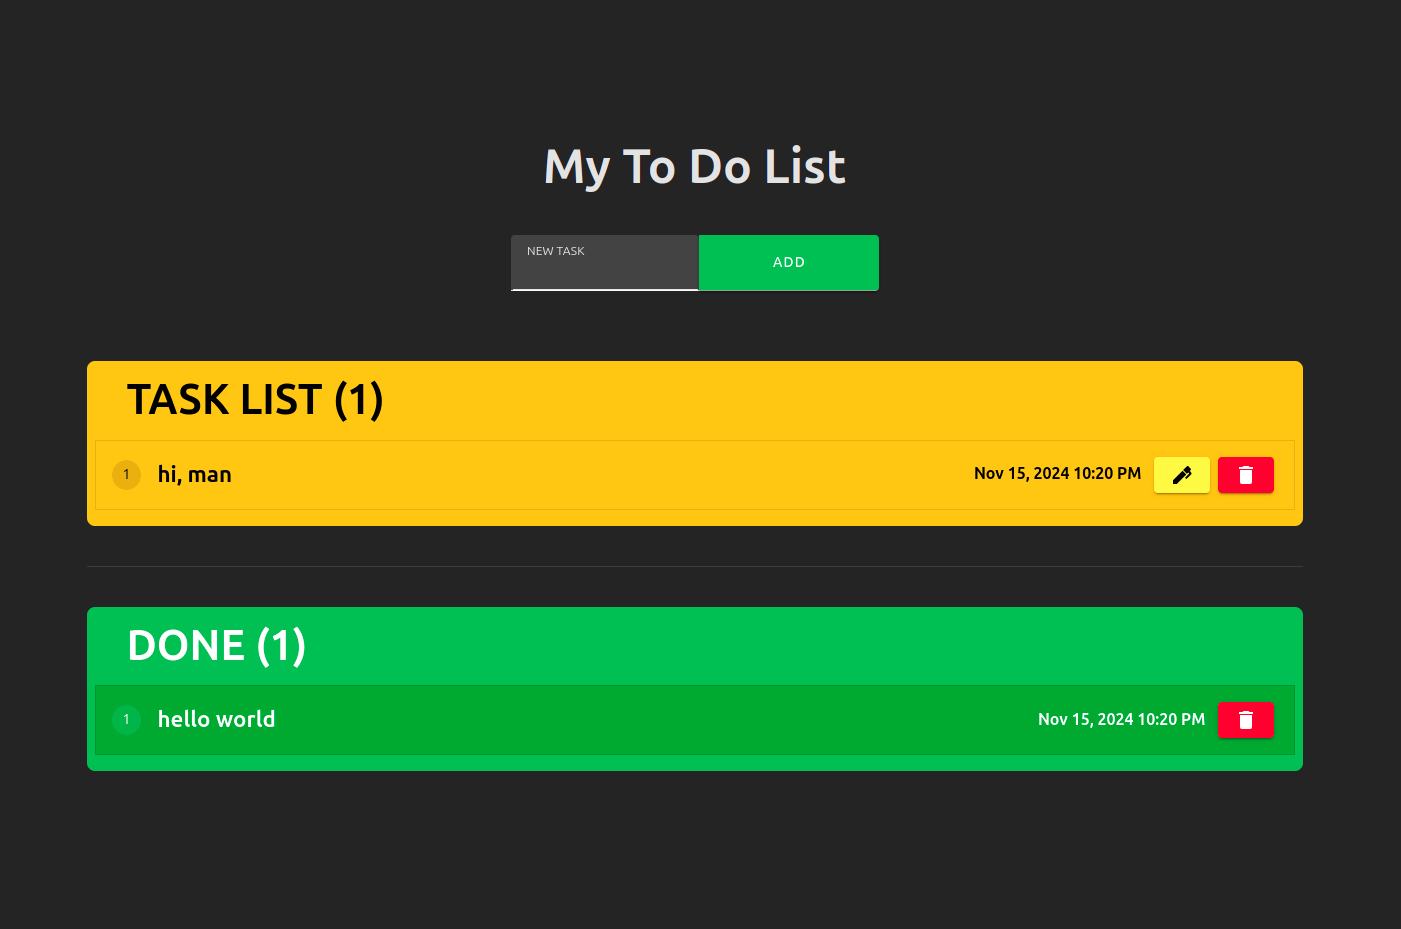 My To Do List
NEW TASK
ADD
TASK LIST (1)
1 hi, man Nov 15, 2024 10:20 PM
DONE (1)
1 hello world Nov 15, 2024 10:20 PM